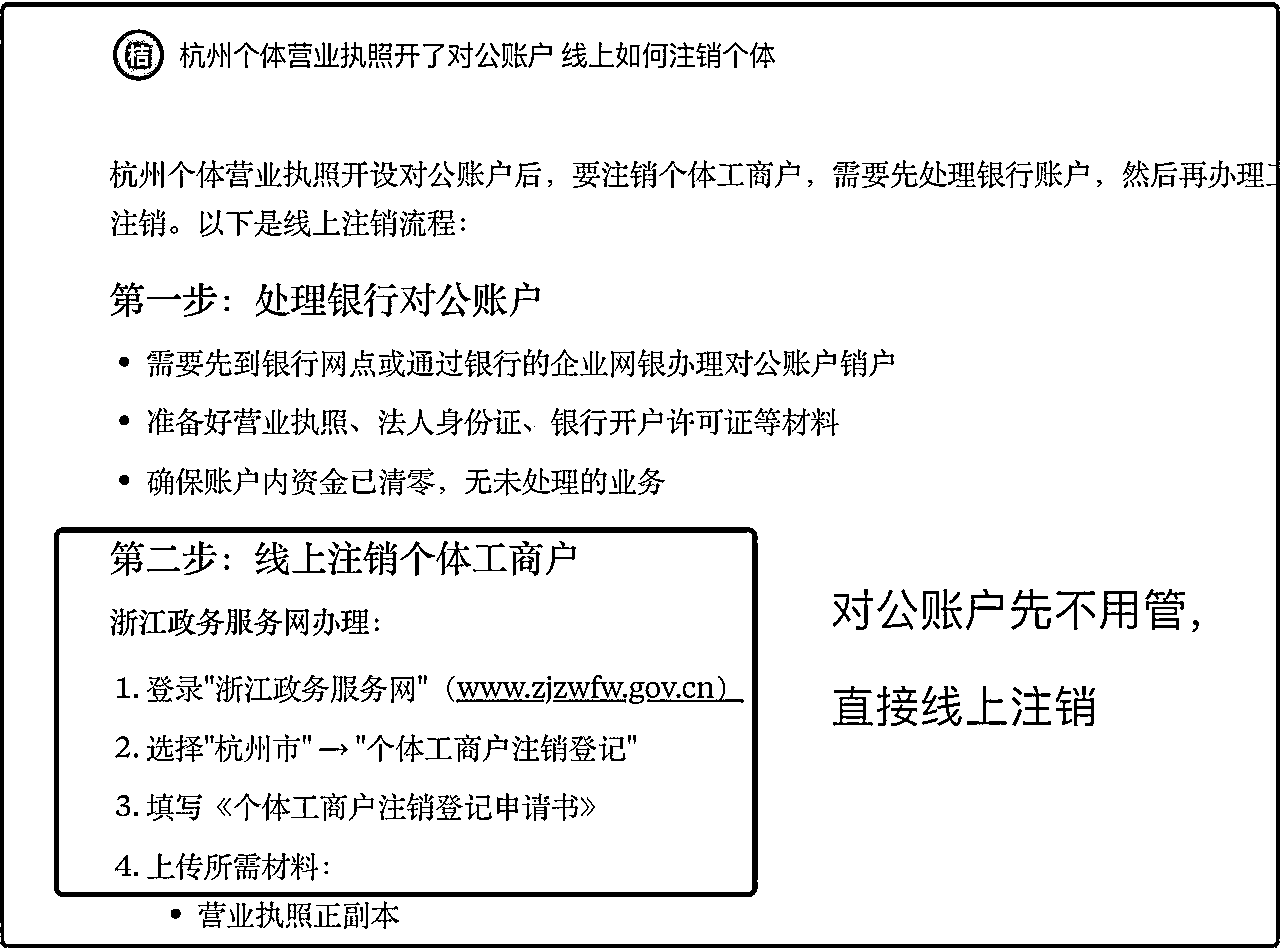 桔 杭州个体营业执照开了对公账户 线上如何注销个体
杭州个体营业执照开设对公账户后，要注销个体工商户，需要先处理银行账户，然后再办理工
注销。以下是线上注销流程：
第一步：处理银行对公账户
• 需要先到银行网点或通过银行的企业网银办理对公账户销户
• 准备好营业执照、法人身份证、银行开户许可证等材料
• 确保账户内资金已清零，无未处理的业务
第二步：线上注销个体工商户
浙江政务服务网办理：
1. 登录"浙江政务服务网"（www.zjzwfw.gov.cn）
2. 选择"杭州市"→"个体工商户注销登记"
3. 填写《个体工商户注销登记申请书》
4. 上传所需材料：
• 营业执照正副本
对公账户先不用管，
直接线上注销